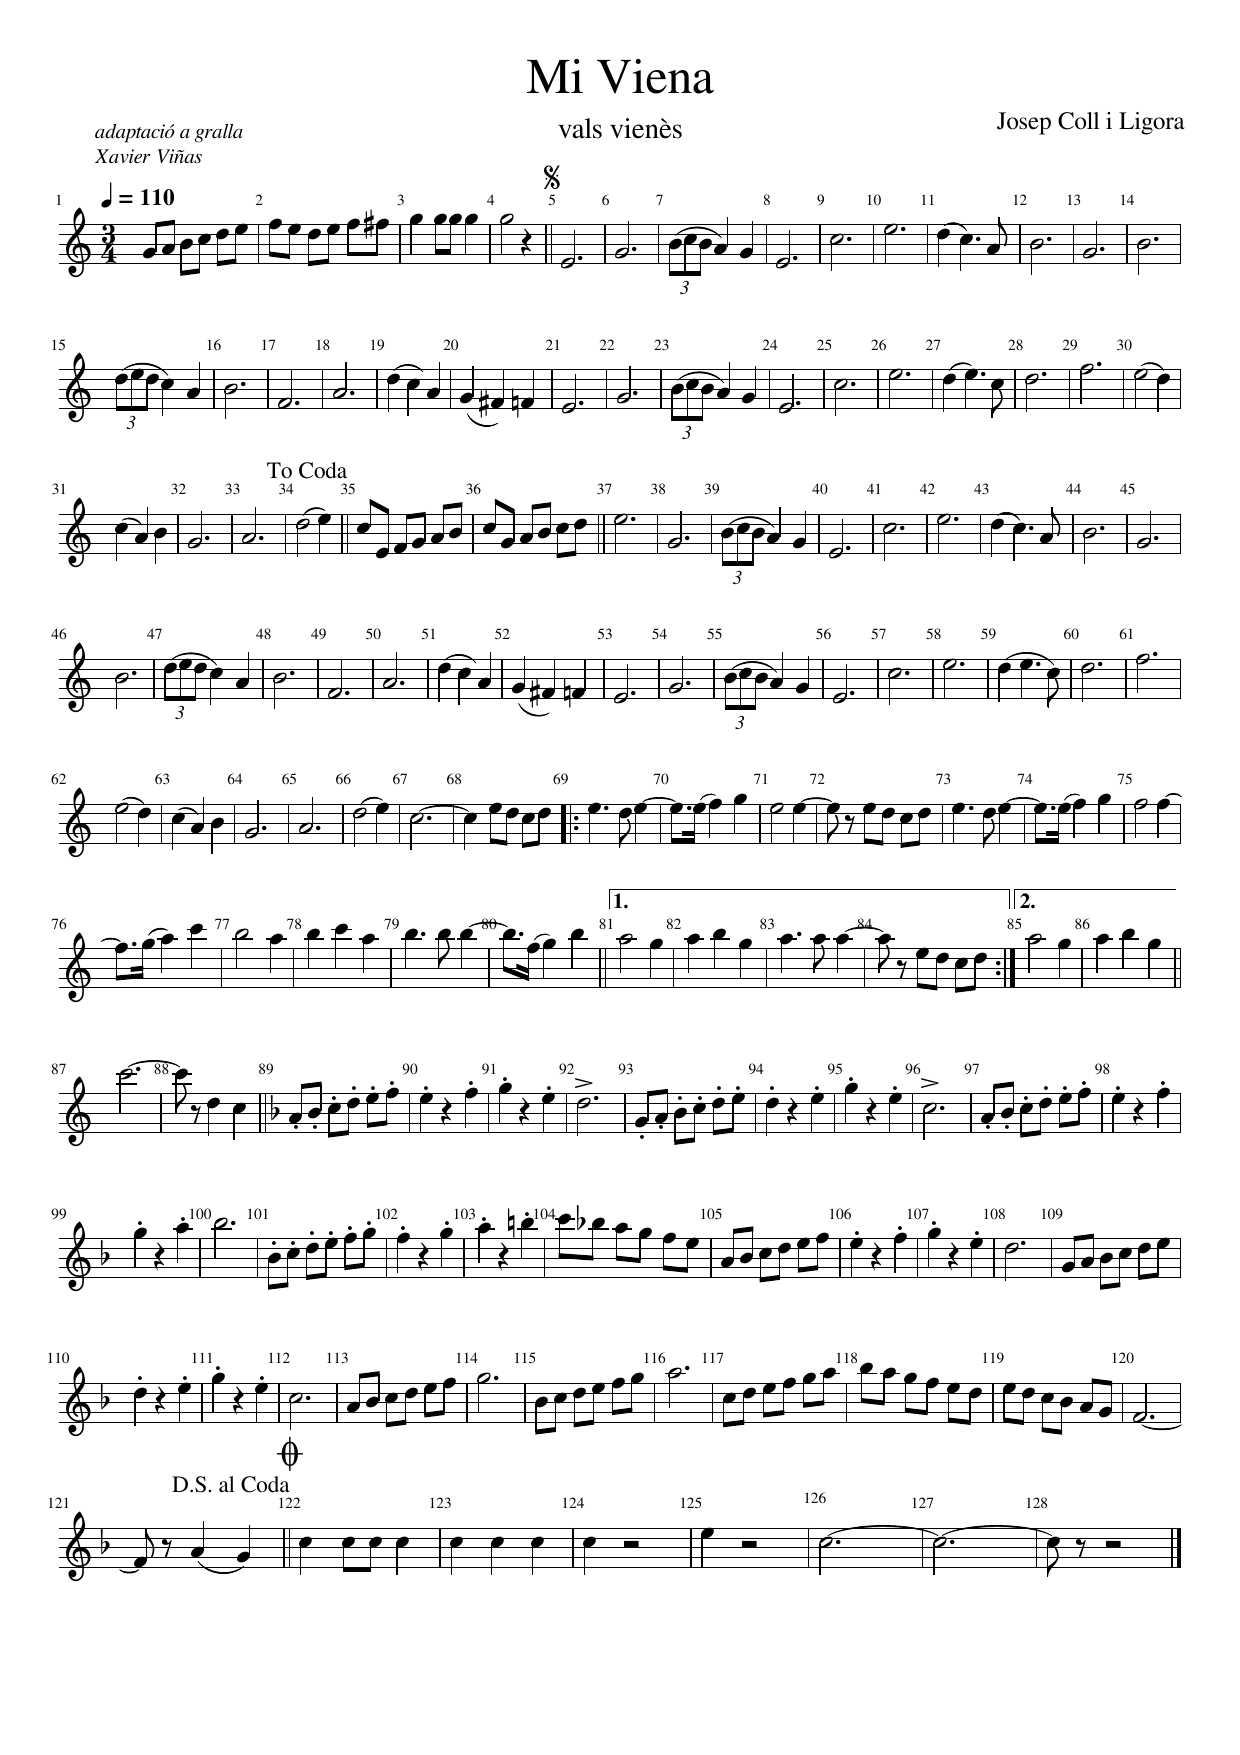 Mi Viena
vals vienès
Josep Coll i Ligora
adaptació a gralla
Xavier Viñas
= 110
1 2 3 4 5 6 7 8 9 10 11 12 13 14
3 4
3
15 16 17 18 19 20 21 22 23 24 25 26 27 28 29 30
3 3
To Coda
31 32 33 34 35 36 37 38 39 40 41 42 43 44 45
3
46 47 48 49 50 51 52 53 54 55 56 57 58 59 60 61
3 3
62 63 64 65 66 67 68 69 70 71 72 73 74 75
1. 2.
76 77 78 79 80 81 82 83 84 85 86
87 88 89 90 91 92 93 94 95 96 97 98
99 100 101 102 103 104 105 106 107 108 109
110 111 112 113 114 115 116 117 118 119 120
D.S. al Coda
121 122 123 124 125 126 127 128